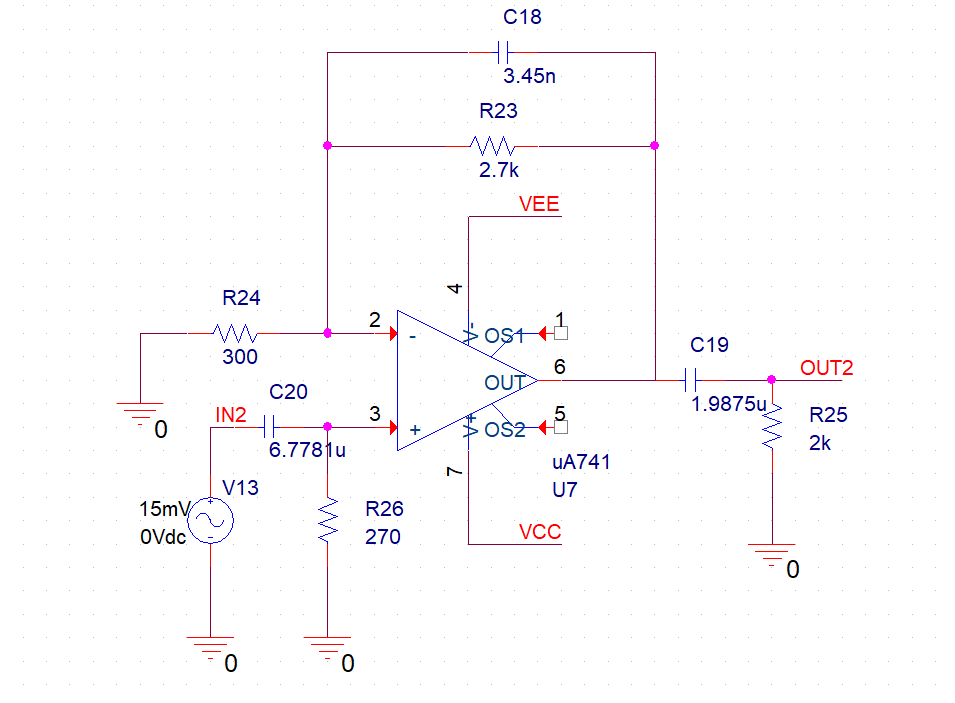 C18
3.45n
R23
2.7k
VEE
4
R24
300
2
-
V-
OS1
1
OUT
6
C19
1.9875u
OUT2
R25
2k
0
C20
6.7781u
IN2
3
+
V+
OS2
5
uA741
U7
7
VCC
V13
15mV
0Vdc
+
-
R26
270
0
0
0